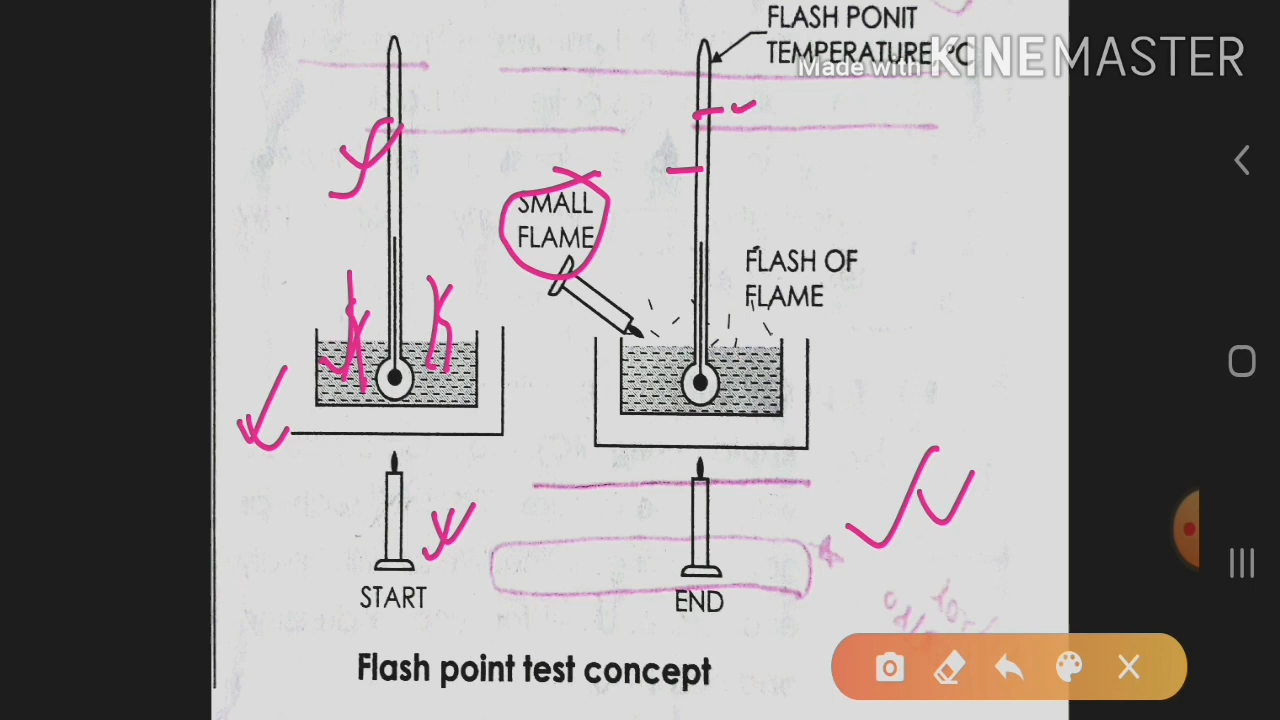 FLASH PONIT
TEMPERATURE °C
Made with KINEMASTER
SMALL
FLAME
FLASH OF
FLAME
START
END
Flash point test concept